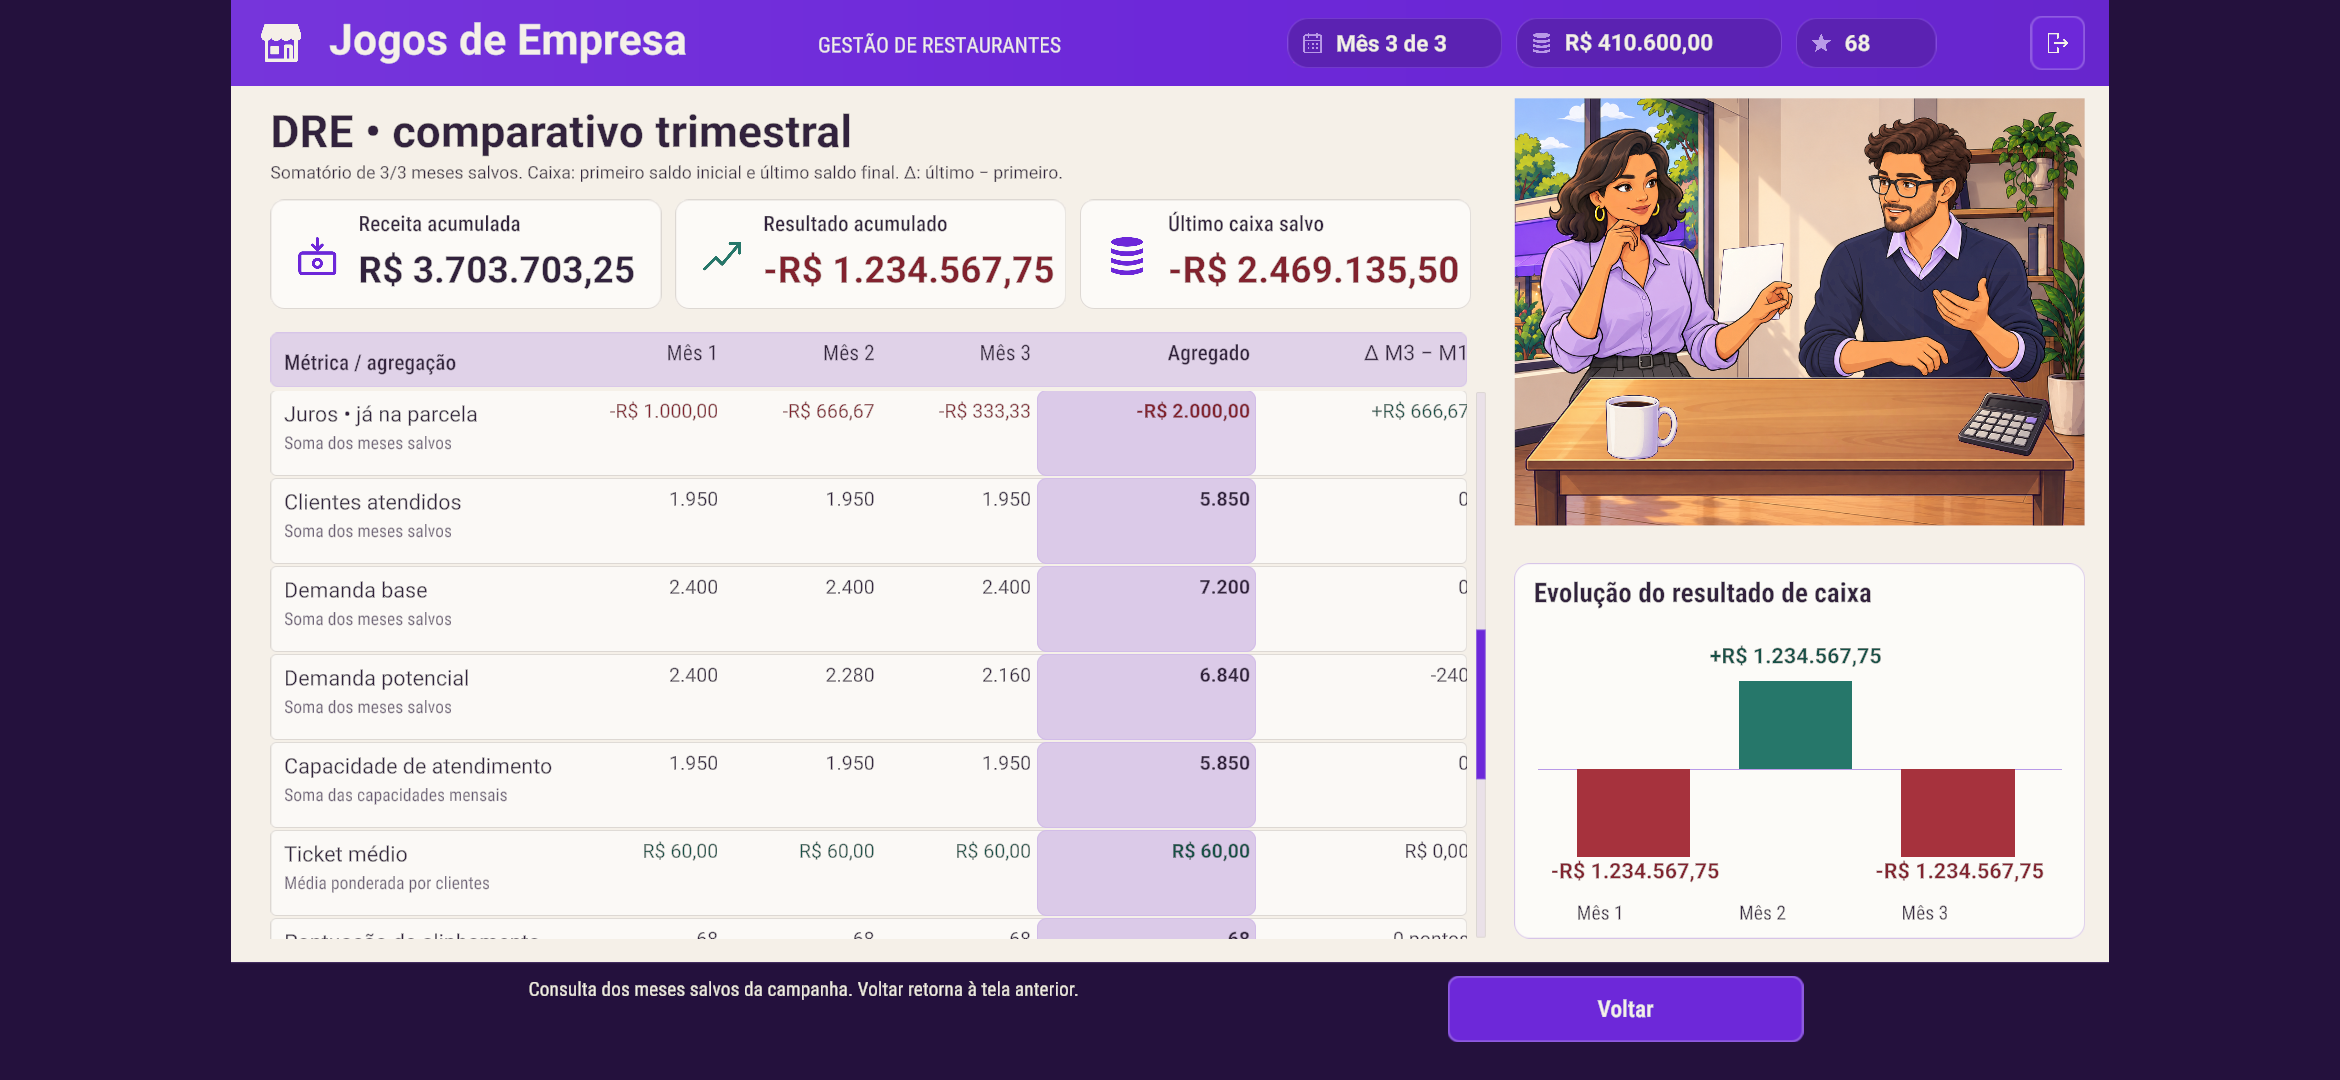 Jogos de Empresa
GESTÃO DE RESTAURANTES
Mês 3 de 3
R$ 410.600,00
68
DRE • comparativo trimestral
Somatório de 3/3 meses salvos. Caixa: primeiro saldo inicial e último saldo final. Δ: último − primeiro.
Receita acumulada
R$ 3.703.703,25
Resultado acumulado
-R$ 1.234.567,75
Último caixa salvo
-R$ 2.469.135,50
Métrica / agregação Mês 1 Mês 2 Mês 3 Agregado Δ M3 − M1
Juros • já na parcela -R$ 1.000,00 -R$ 666,67 -R$ 333,33 -R$ 2.000,00 +R$ 666,67
Soma dos meses salvos
Clientes atendidos 1.950 1.950 1.950 5.850 0
Soma dos meses salvos
Demanda base 2.400 2.400 2.400 7.200 0
Soma dos meses salvos
Demanda potencial 2.400 2.280 2.160 6.840 -240
Soma dos meses salvos
Capacidade de atendimento 1.950 1.950 1.950 5.850 0
Soma das capacidades mensais
Ticket médio R$ 60,00 R$ 60,00 R$ 60,00 R$ 60,00 R$ 0,00
Média ponderada por clientes
68 68 68 68 0 pontos
Evolução do resultado de caixa
+R$ 1.234.567,75
-R$ 1.234.567,75 -R$ 1.234.567,75
Mês 1 Mês 2 Mês 3
Consulta dos meses salvos da campanha. Voltar retorna à tela anterior.
Voltar